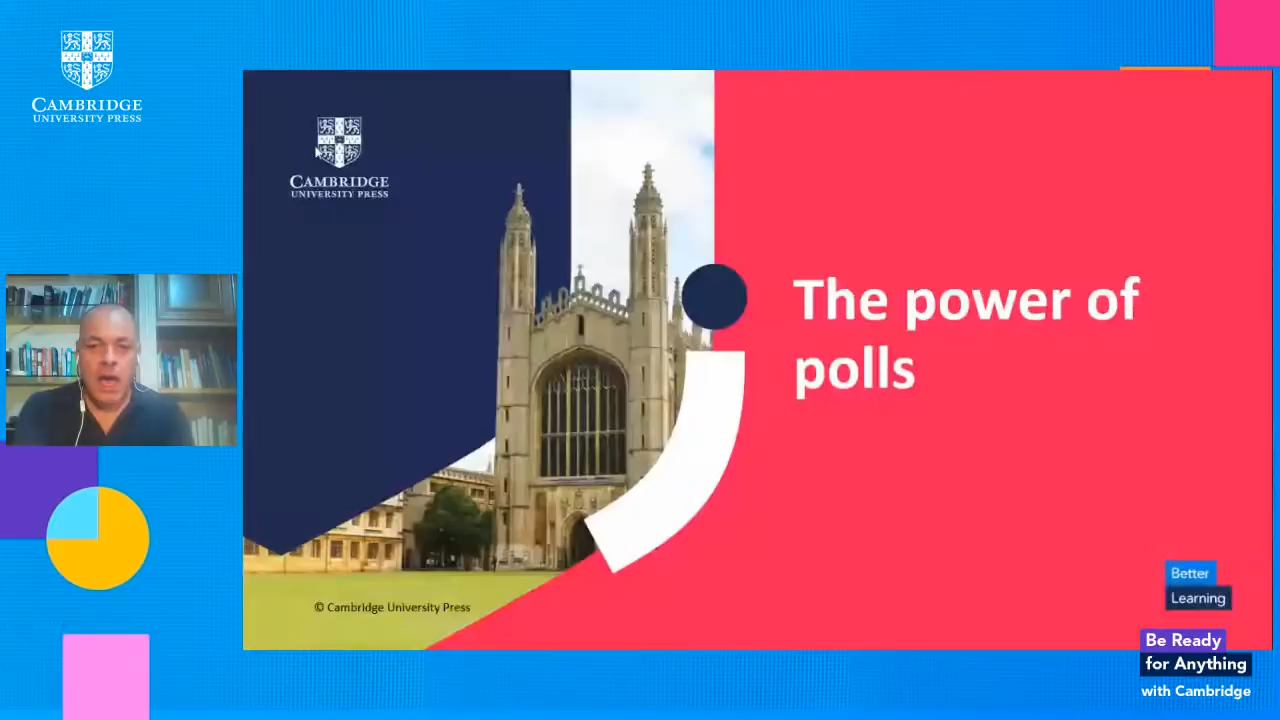 CAMBRIDGE
UNIVERSITY PRESS
CAMBRIDGE
UNIVERSITY PRESS
The power of
polls
© Cambridge University Press
Better
Learning
Be Ready
for Anything
with Cambridge